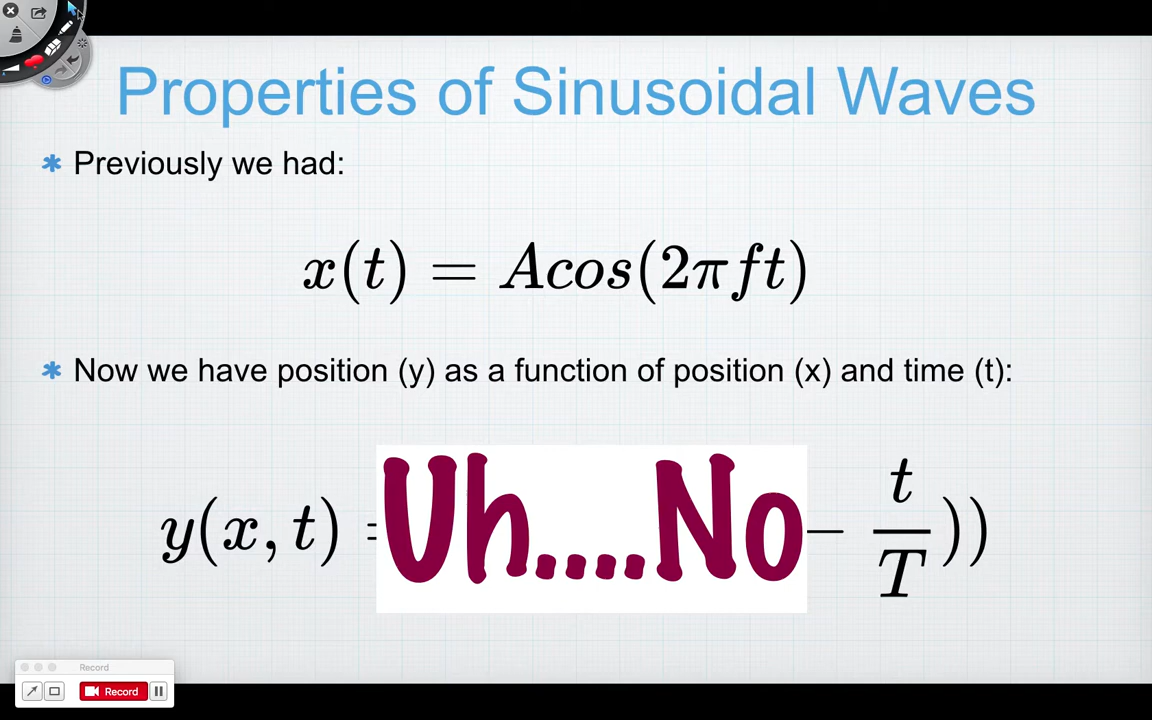 Properties of Sinusoidal Waves
Previously we had:
x(t) = Acos(2πft)
Now we have position (y) as a function of position (x) and time (t):
y(x,t) = Uh....No − t/T))
Record
Record